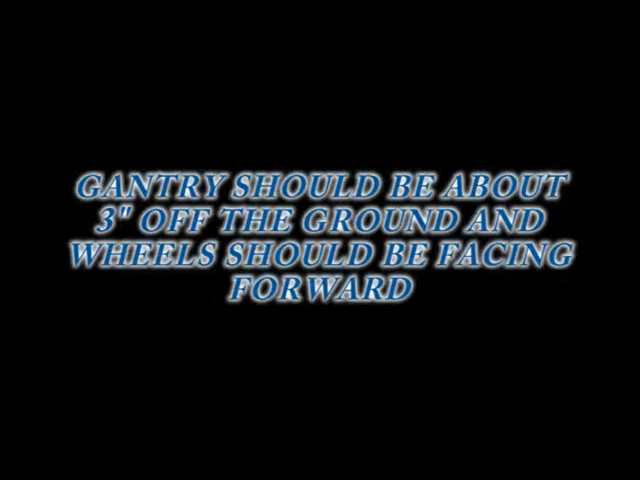 GANTRY SHOULD BE ABOUT
3" OFF THE GROUND AND
WHEELS SHOULD BE FACING
FORWARD